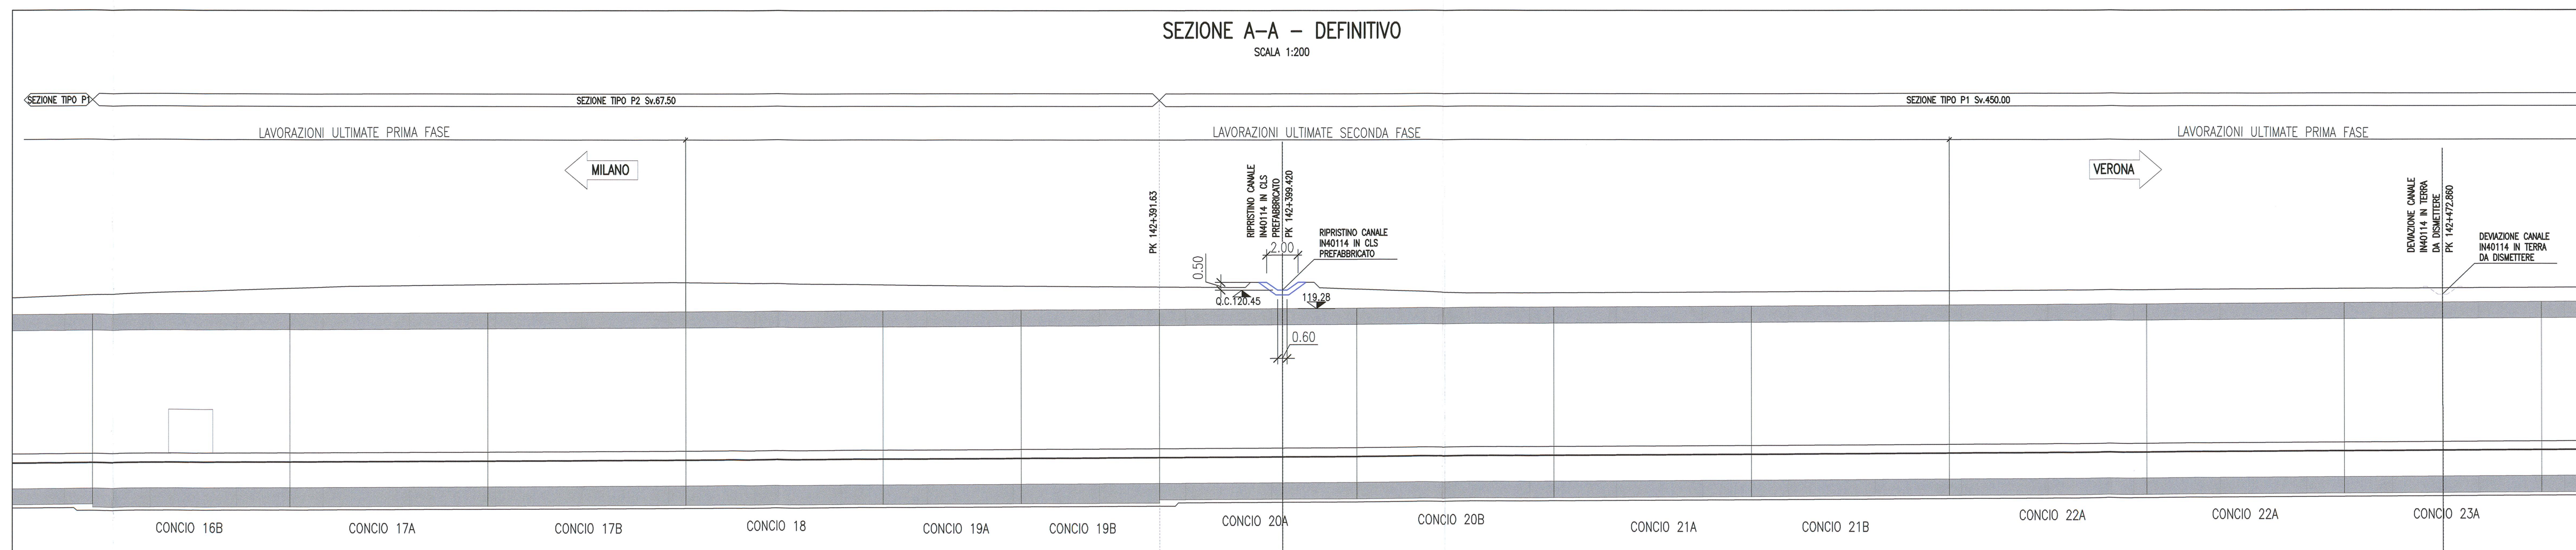 SEZIONE A-A - DEFINITIVO
SCALA 1:200
SEZIONE TIPO P1
SEZIONE TIPO P2 Sv.67.50
SEZIONE TIPO P1 Sv.450.00
LAVORAZIONI ULTIMATE PRIMA FASE
LAVORAZIONI ULTIMATE SECONDA FASE
LAVORAZIONI ULTIMATE PRIMA FASE
MILANO
VERONA
PK 142+391.63
RIPRISTINO CANALE
IN40114 IN CLS
PREFABBRICATO
PK 142+399.420
RIPRISTINO CANALE
IN40114 IN CLS
PREFABBRICATO
2.00
0.50
Q.C.120.45
119.28
0.60
DEVIAZIONE CANALE
IN40114 IN TERRA
DA DISMETTERE
PK 142+472.860
DEVIAZIONE CANALE
IN40114 IN TERRA
DA DISMETTERE
CONCIO 16B
CONCIO 17A
CONCIO 17B
CONCIO 18
CONCIO 19A
CONCIO 19B
CONCIO 20A
CONCIO 20B
CONCIO 21A
CONCIO 21B
CONCIO 22A
CONCIO 22A
CONCIO 23A